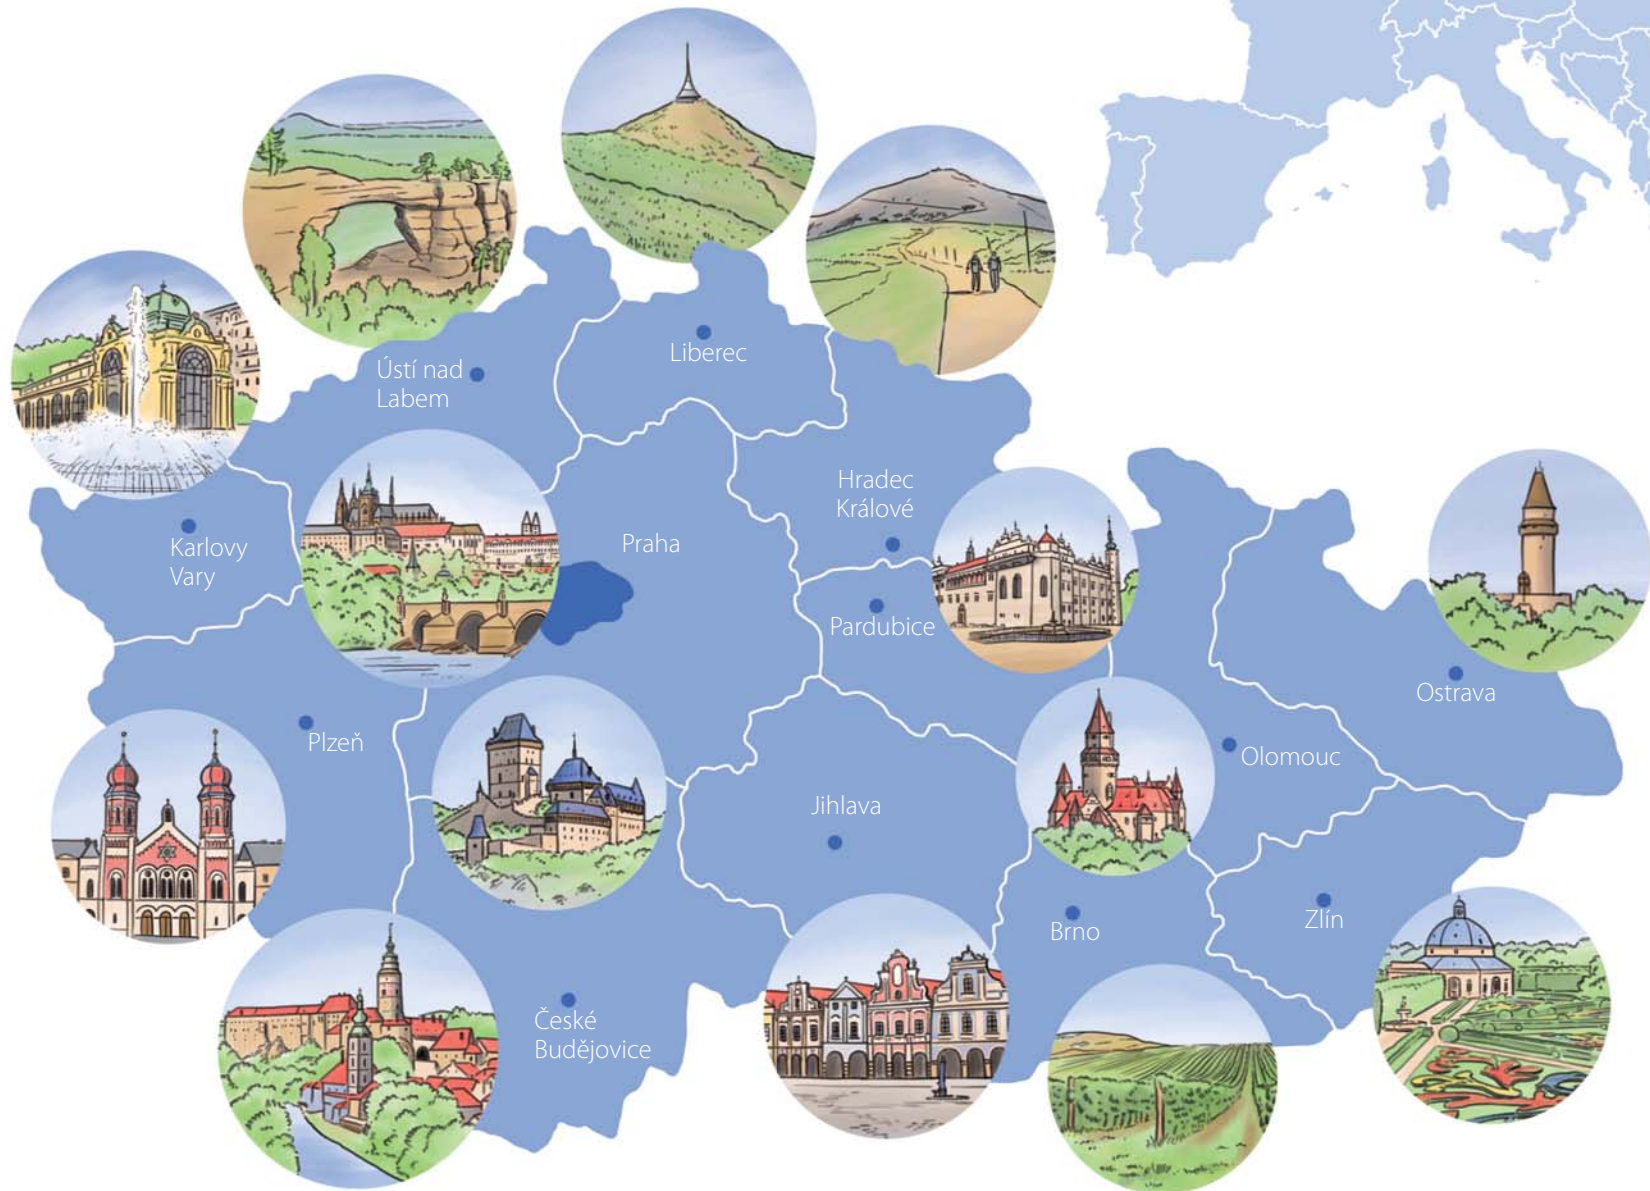 Liberec
Ústí nad
Labem
Hradec
Králové
Praha
Karlovy
Vary
Pardubice
Ostrava
Plzeň
Olomouc
Jihlava
Zlín
Brno
České
Budějovice